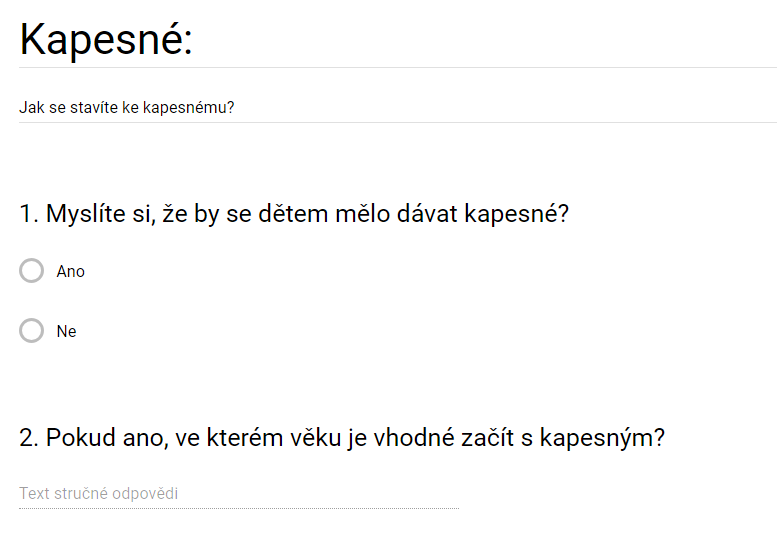 Kapesné:
Jak se stavíte ke kapesnému?
1. Myslíte si, že by se dětem mělo dávat kapesné?
Ano
Ne
2. Pokud ano, ve kterém věku je vhodné začít s kapesným?
Text stručné odpovědi